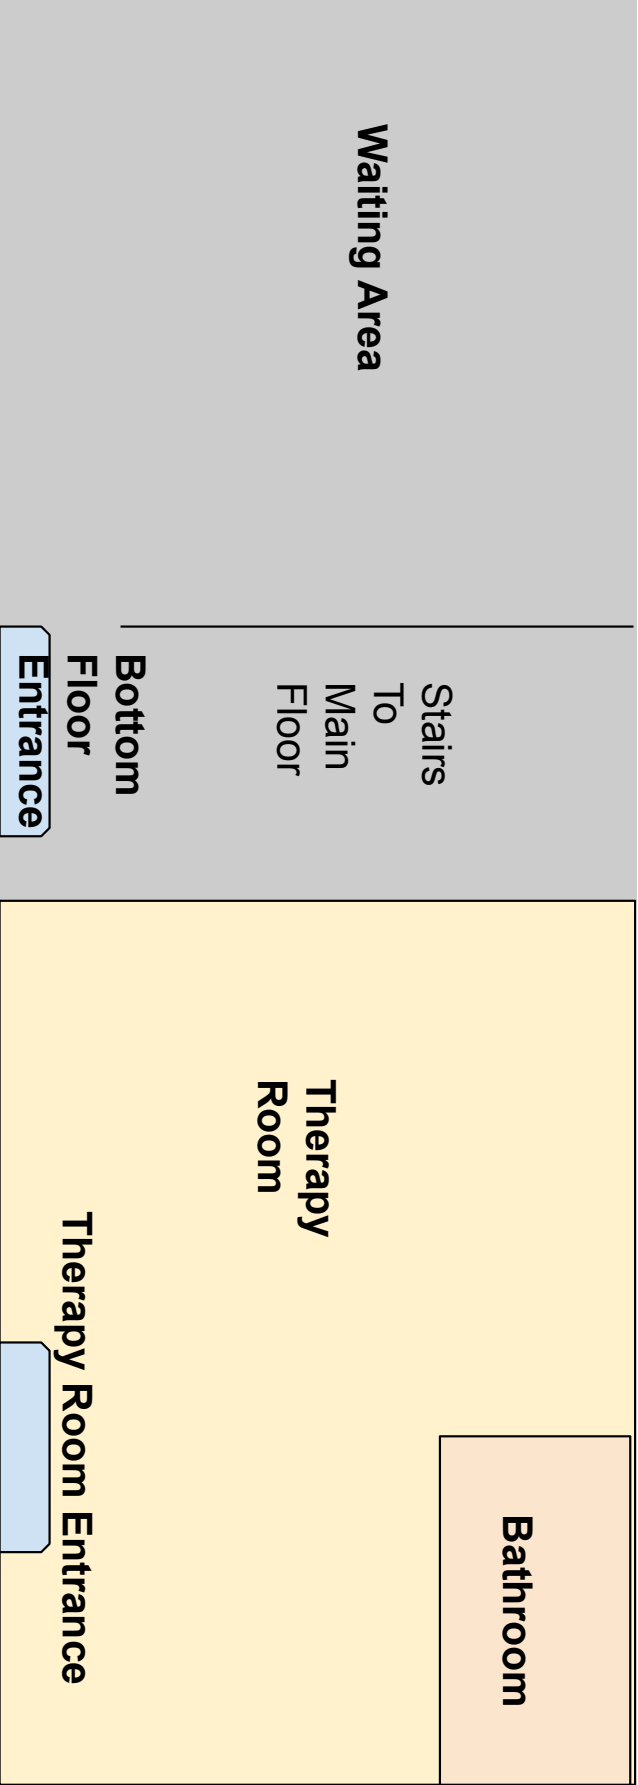 Waiting Area
Stairs
To
Main
Floor
Bottom
Floor
Entrance
Therapy
Room
Bathroom
Therapy Room Entrance